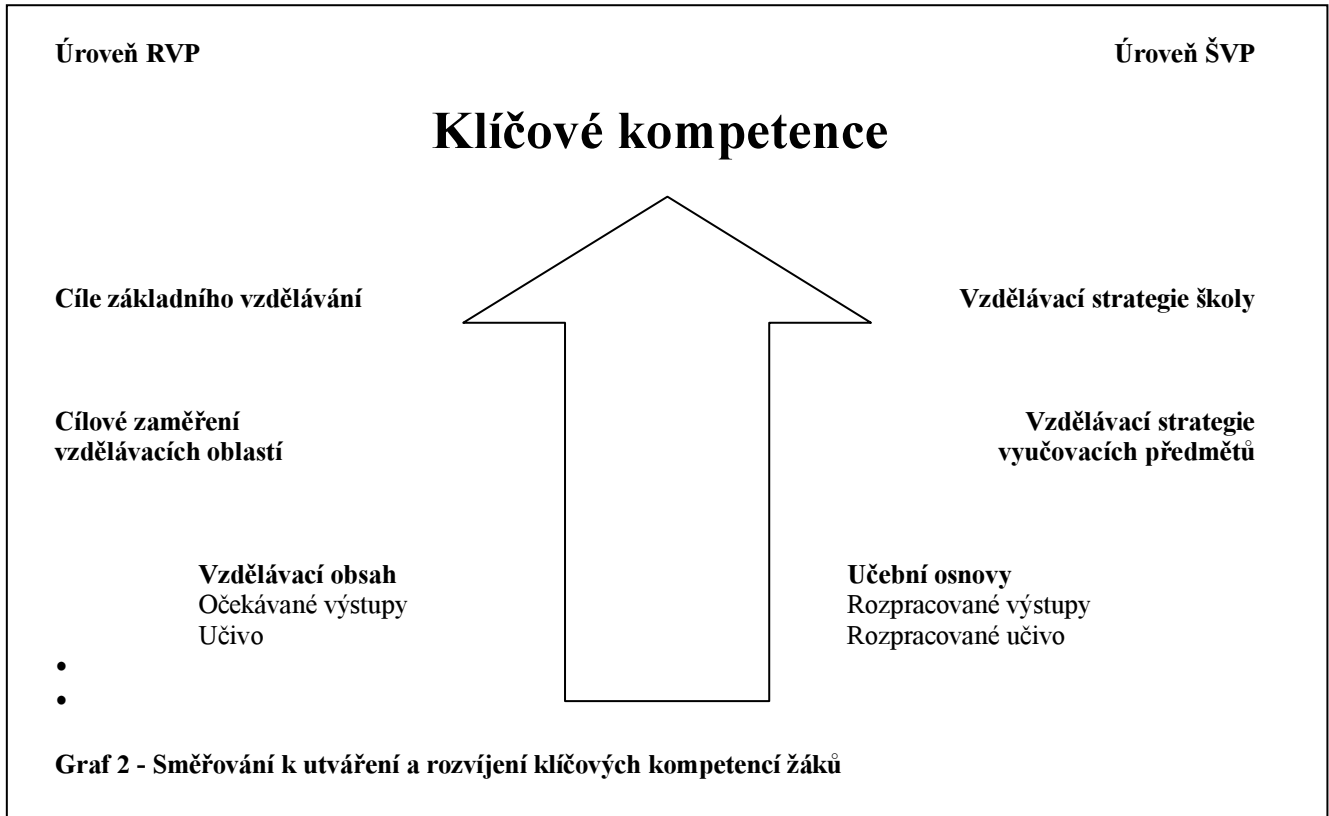 Úroveň RVP
Úroveň ŠVP
Klíčové kompetence
Cíle základního vzdělávání
Vzdělávací strategie školy
Cílové zaměření
vzdělávacích oblastí
Vzdělávací strategie
vyučovacích předmětů
Vzdělávací obsah
Očekávané výstupy
Učivo
Učební osnovy
Rozpracované výstupy
Rozpracované učivo
•
•
Graf 2 - Směřování k utváření a rozvíjení klíčových kompetencí žáků